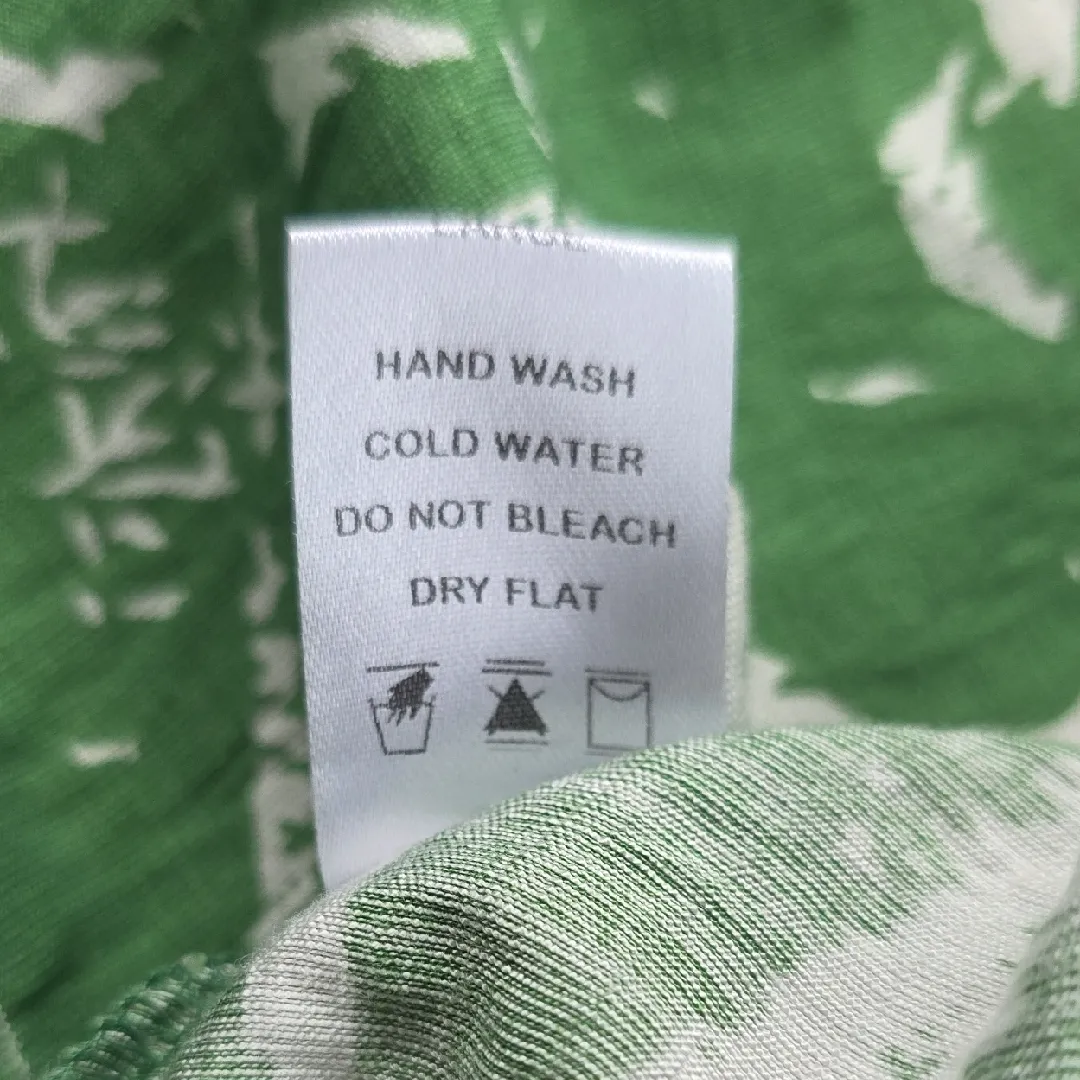 HAND WASH
COLD WATER
DO NOT BLEACH
DRY FLAT